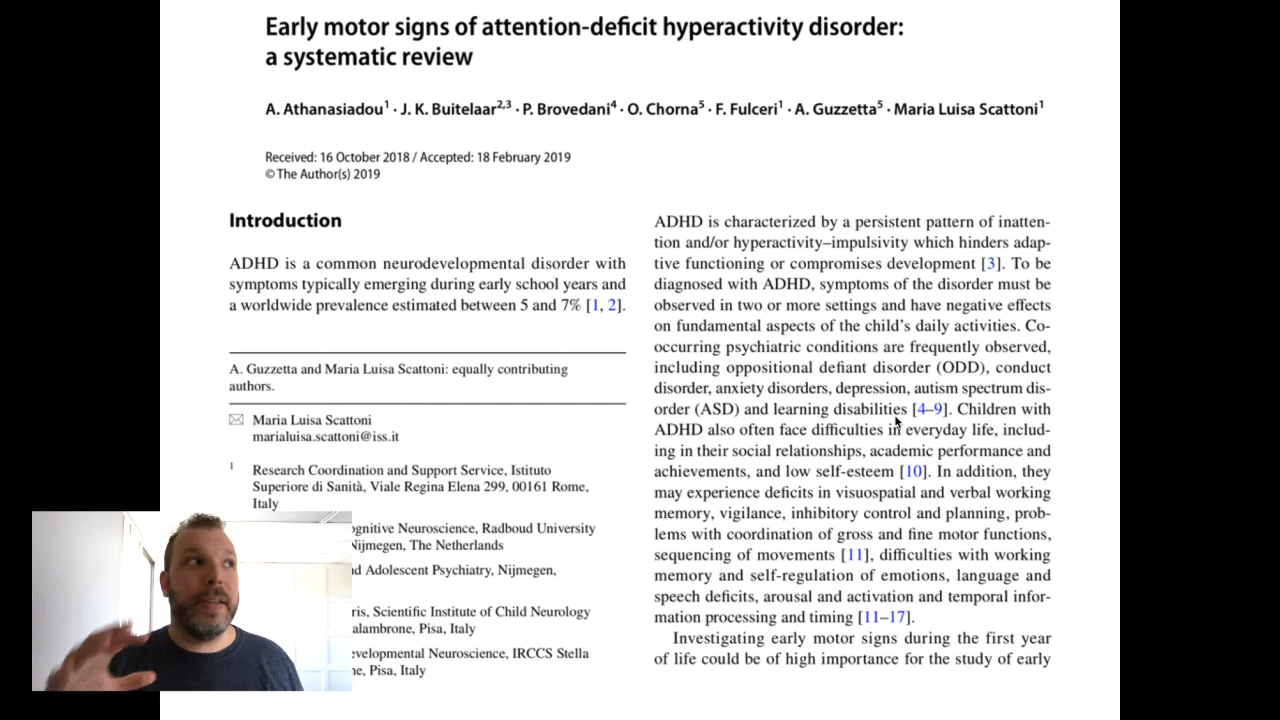 Early motor signs of attention-deficit hyperactivity disorder:
a systematic review
A. Athanasiadou1 · J. K. Buitelaar2,3 · P. Brovedani4 · O. Chorna5 · F. Fulceri1 · A. Guzzetta5 · Maria Luisa Scattoni1
Received: 16 October 2018 / Accepted: 18 February 2019
© The Author(s) 2019
Introduction
ADHD is a common neurodevelopmental disorder with
symptoms typically emerging during early school years and
a worldwide prevalence estimated between 5 and 7% [1, 2].
A. Guzzetta and Maria Luisa Scattoni: equally contributing
authors.
Maria Luisa Scattoni
marialuisa.scattoni@iss.it
1 Research Coordination and Support Service, Istituto
Superiore di Sanità, Viale Regina Elena 299, 00161 Rome,
Italy
ognitive Neuroscience, Radboud University
Nijmegen, The Netherlands
d Adolescent Psychiatry, Nijmegen,
ris, Scientific Institute of Child Neurology
alambrone, Pisa, Italy
evelopmental Neuroscience, IRCCS Stella
ne, Pisa, Italy
ADHD is characterized by a persistent pattern of inatten-
tion and/or hyperactivity–impulsivity which hinders adap-
tive functioning or compromises development [3]. To be
diagnosed with ADHD, symptoms of the disorder must be
observed in two or more settings and have negative effects
on fundamental aspects of the child's daily activities. Co-
occurring psychiatric conditions are frequently observed,
including oppositional defiant disorder (ODD), conduct
disorder, anxiety disorders, depression, autism spectrum dis-
order (ASD) and learning disabilities [4–9]. Children with
ADHD also often face difficulties in everyday life, includ-
ing in their social relationships, academic performance and
achievements, and low self-esteem [10]. In addition, they
may experience deficits in visuospatial and verbal working
memory, vigilance, inhibitory control and planning, prob-
lems with coordination of gross and fine motor functions,
sequencing of movements [11], difficulties with working
memory and self-regulation of emotions, language and
speech deficits, arousal and activation and temporal infor-
mation processing and timing [11–17].
Investigating early motor signs during the first year
of life could be of high importance for the study of early